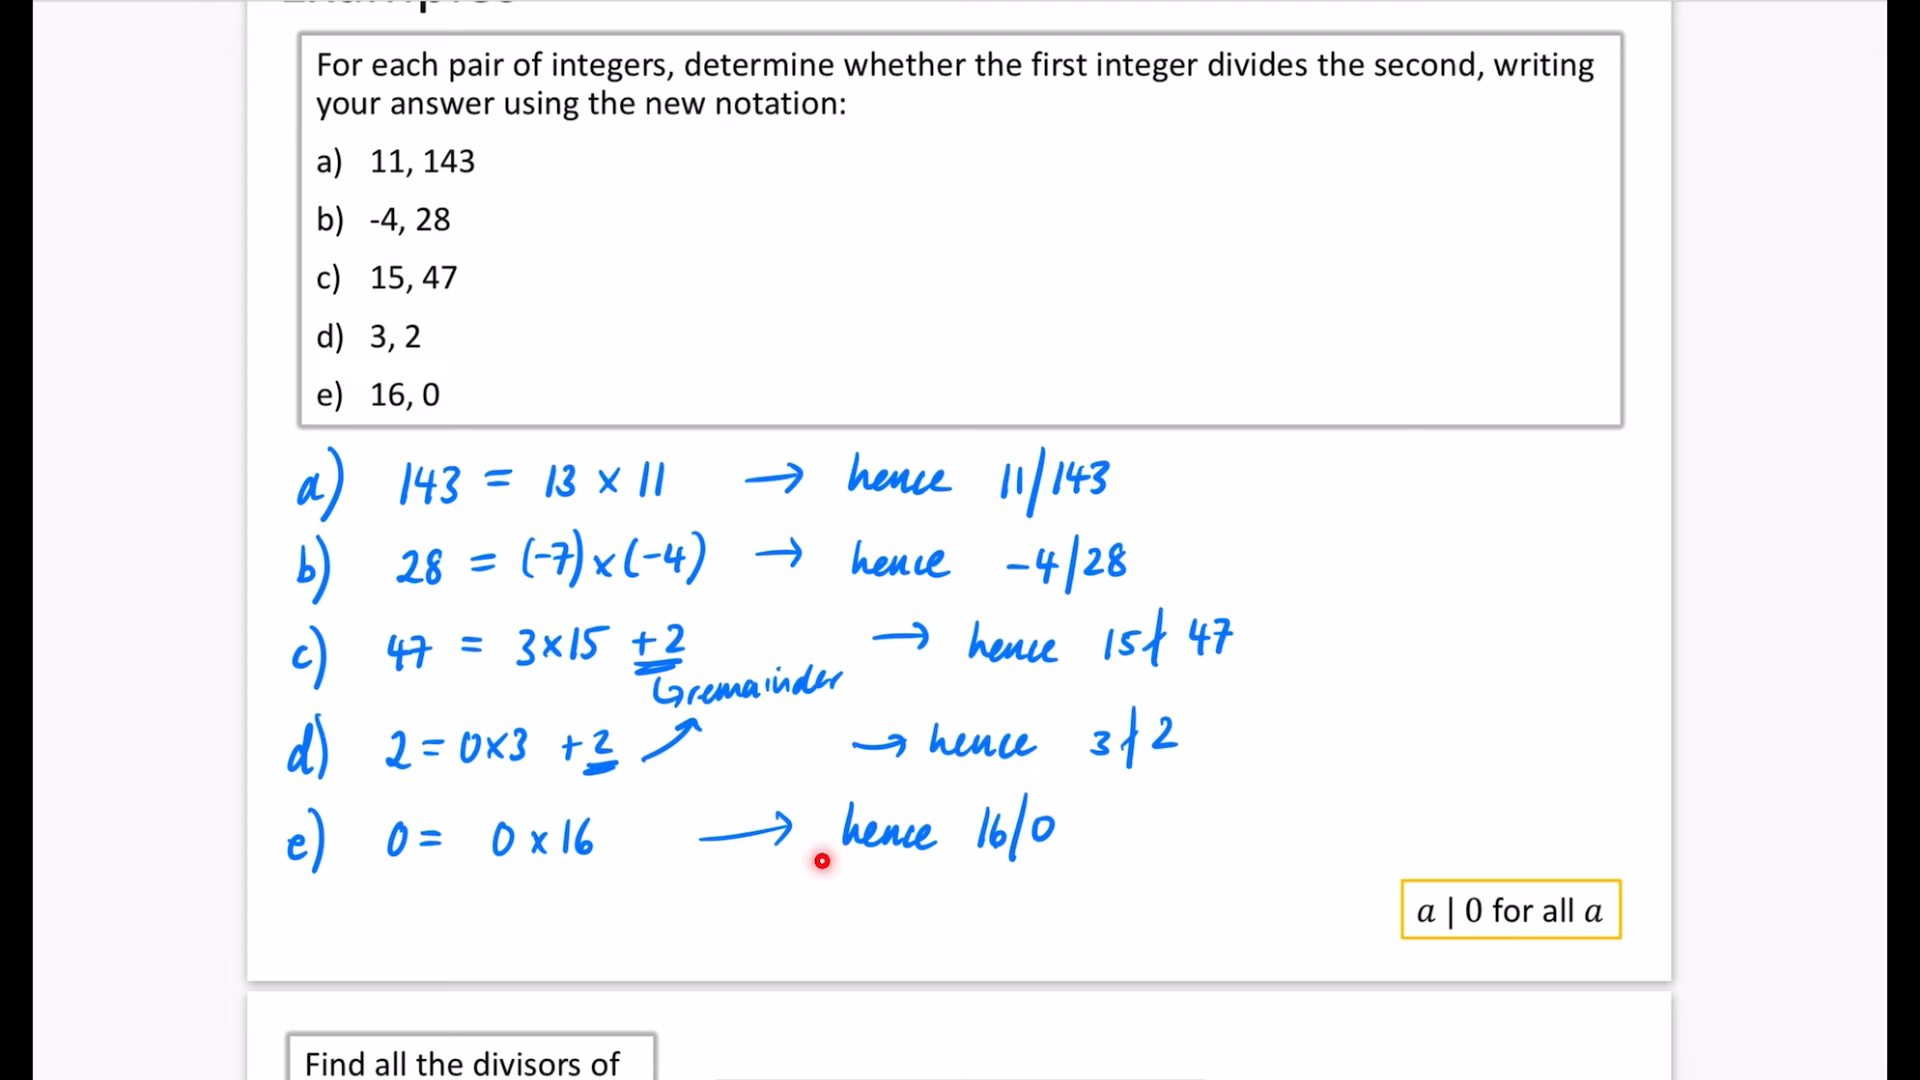 For each pair of integers, determine whether the first integer divides the second, writing
your answer using the new notation:
a) 11, 143
b) -4, 28
c) 15, 47
d) 3, 2
e) 16, 0
a) 143 = 13 × 11 → hence 11/143
b) 28 = (-7)×(-4) → hence -4/28
c) 47 = 3×15 +2 → hence 15∤47
↳remainder
d) 2 = 0×3 +2 ↗ → hence 3∤2
e) 0 = 0 × 16 → hence 16/0
a | 0 for all a
Find all the divisors of